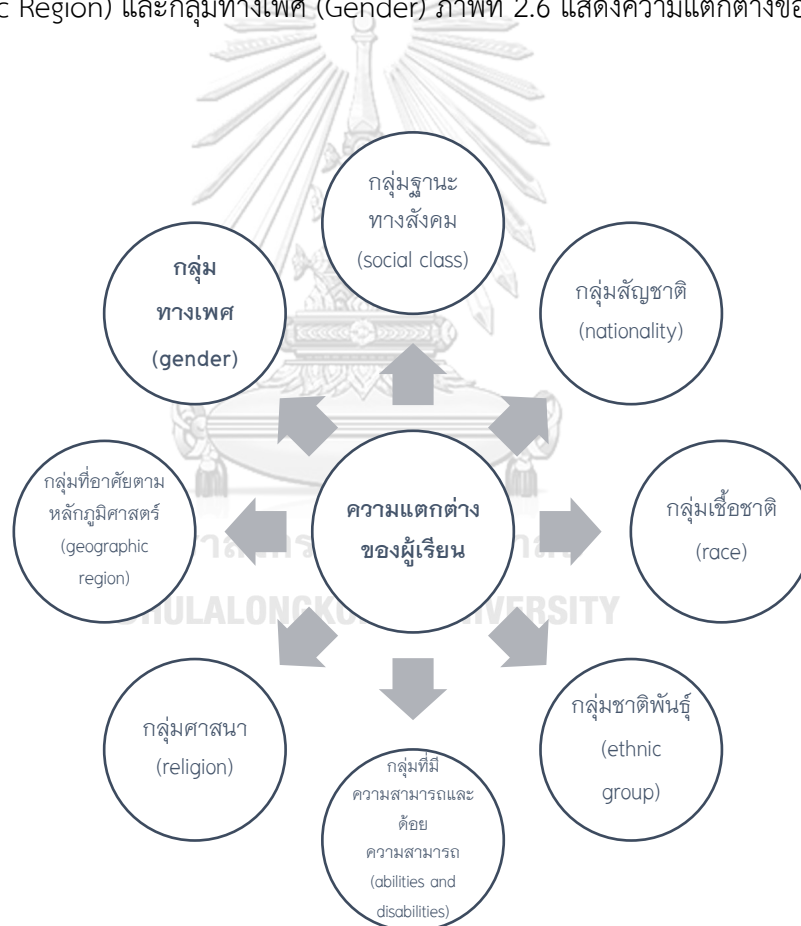 c Region) และกลุ่มทางเพศ (Gender) ภาพที่ 2.6 แสดงความแตกต่างขอ
กลุ่มฐานะ
ทางสังคม
(social class)
กลุ่ม
ทางเพศ
(gender)
กลุ่มสัญชาติ
(nationality)
กลุ่มที่อาศัยตาม
หลักภูมิศาสตร์
(geographic
region)
ความแตกต่าง
ของผู้เรียน
กลุ่มเชื้อชาติ
(race)
กลุ่มศาสนา
(religion)
กลุ่มชาติพันธุ์
(ethnic
group)
กลุ่มที่มี
ความสามารถและ
ด้อย
ความสามารถ
(abilities and
disabilities)